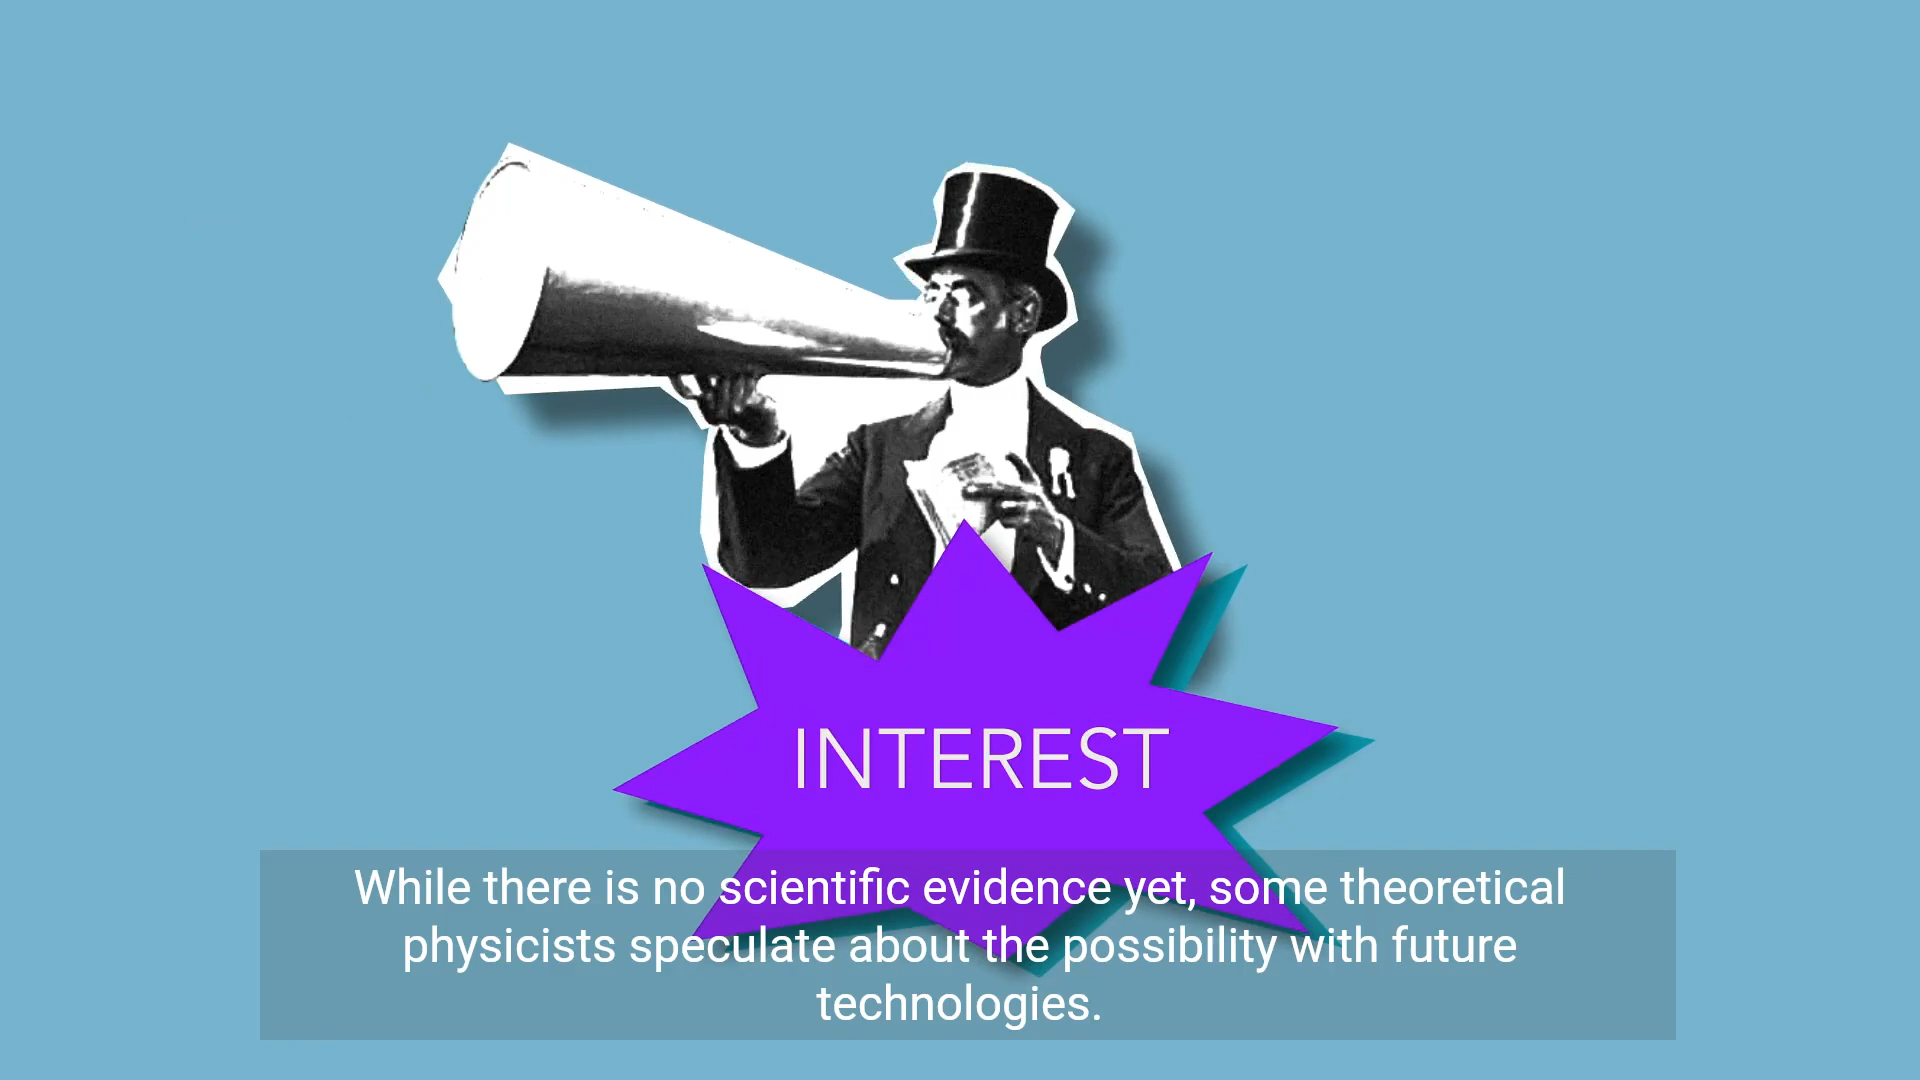 INTEREST
While there is no scientific evidence yet, some theoretical
physicists speculate about the possibility with future
technologies.